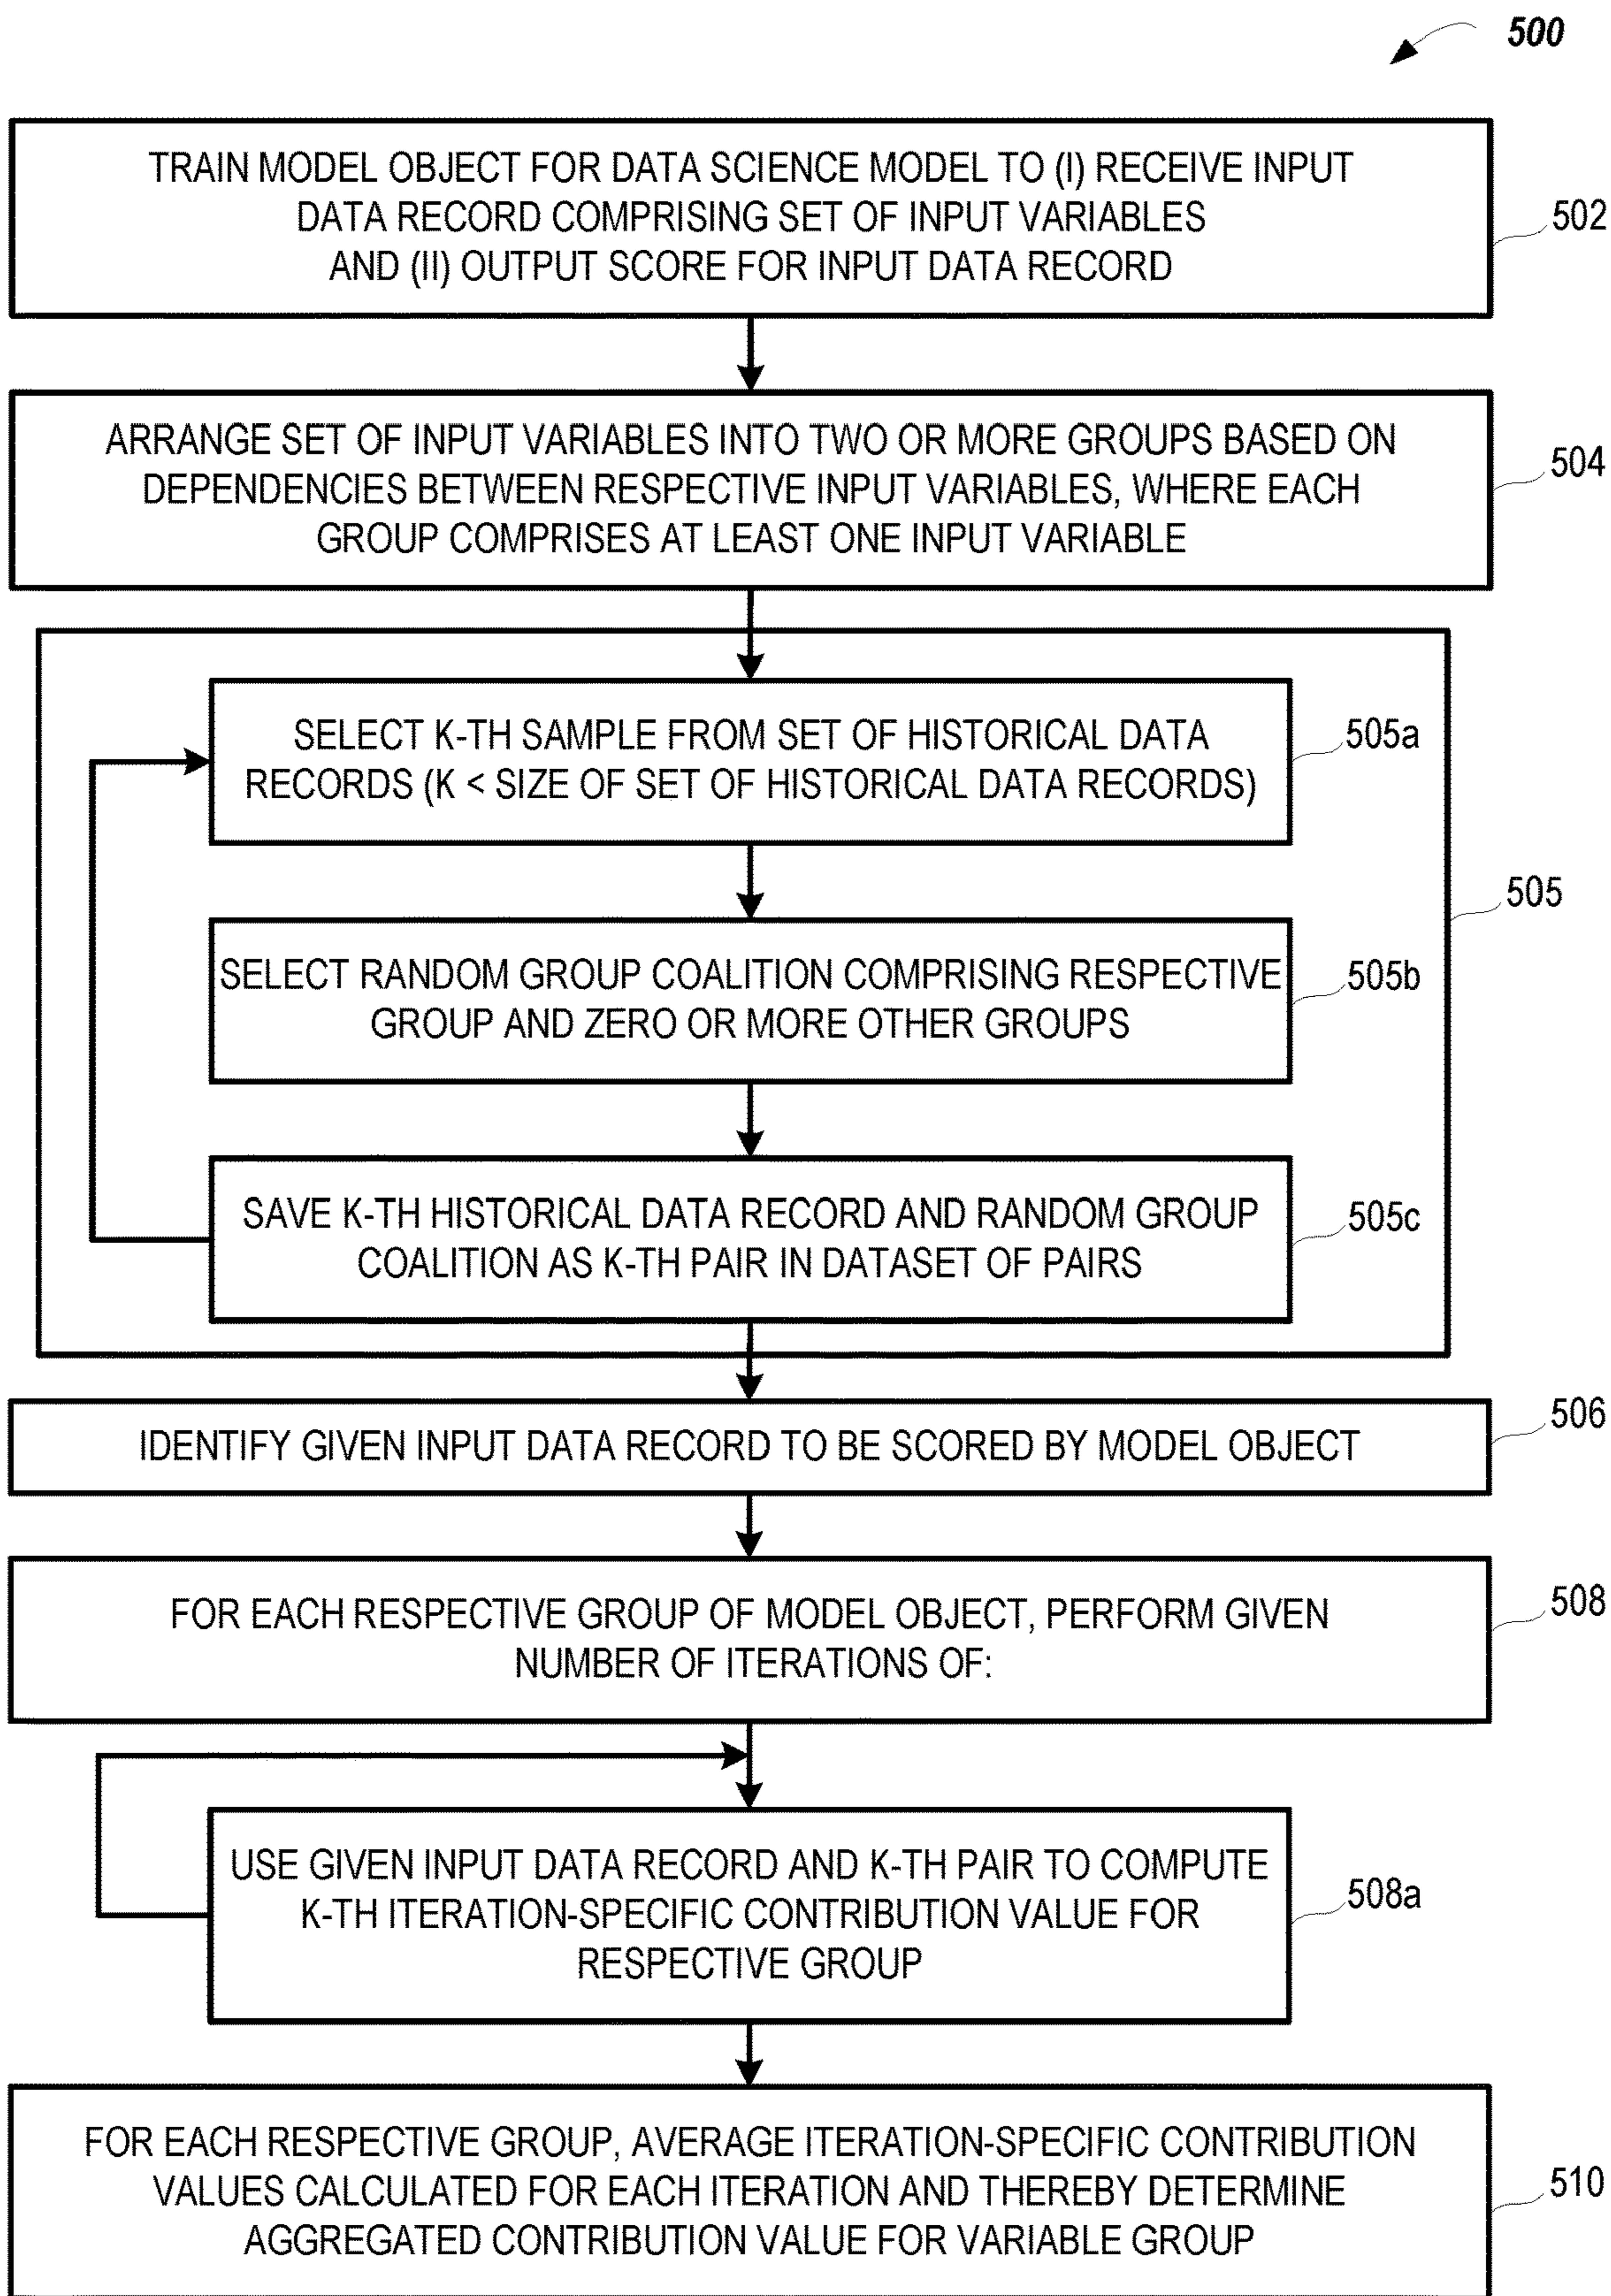 500
TRAIN MODEL OBJECT FOR DATA SCIENCE MODEL TO (I) RECEIVE INPUT
DATA RECORD COMPRISING SET OF INPUT VARIABLES
AND (II) OUTPUT SCORE FOR INPUT DATA RECORD
502
ARRANGE SET OF INPUT VARIABLES INTO TWO OR MORE GROUPS BASED ON
DEPENDENCIES BETWEEN RESPECTIVE INPUT VARIABLES, WHERE EACH
GROUP COMPRISES AT LEAST ONE INPUT VARIABLE
504
SELECT K-TH SAMPLE FROM SET OF HISTORICAL DATA
RECORDS (K < SIZE OF SET OF HISTORICAL DATA RECORDS)
505a
505
SELECT RANDOM GROUP COALITION COMPRISING RESPECTIVE
GROUP AND ZERO OR MORE OTHER GROUPS
505b
SAVE K-TH HISTORICAL DATA RECORD AND RANDOM GROUP
COALITION AS K-TH PAIR IN DATASET OF PAIRS
505c
IDENTIFY GIVEN INPUT DATA RECORD TO BE SCORED BY MODEL OBJECT
506
FOR EACH RESPECTIVE GROUP OF MODEL OBJECT, PERFORM GIVEN
NUMBER OF ITERATIONS OF:
508
USE GIVEN INPUT DATA RECORD AND K-TH PAIR TO COMPUTE
K-TH ITERATION-SPECIFIC CONTRIBUTION VALUE FOR
RESPECTIVE GROUP
508a
FOR EACH RESPECTIVE GROUP, AVERAGE ITERATION-SPECIFIC CONTRIBUTION
VALUES CALCULATED FOR EACH ITERATION AND THEREBY DETERMINE
AGGREGATED CONTRIBUTION VALUE FOR VARIABLE GROUP
510